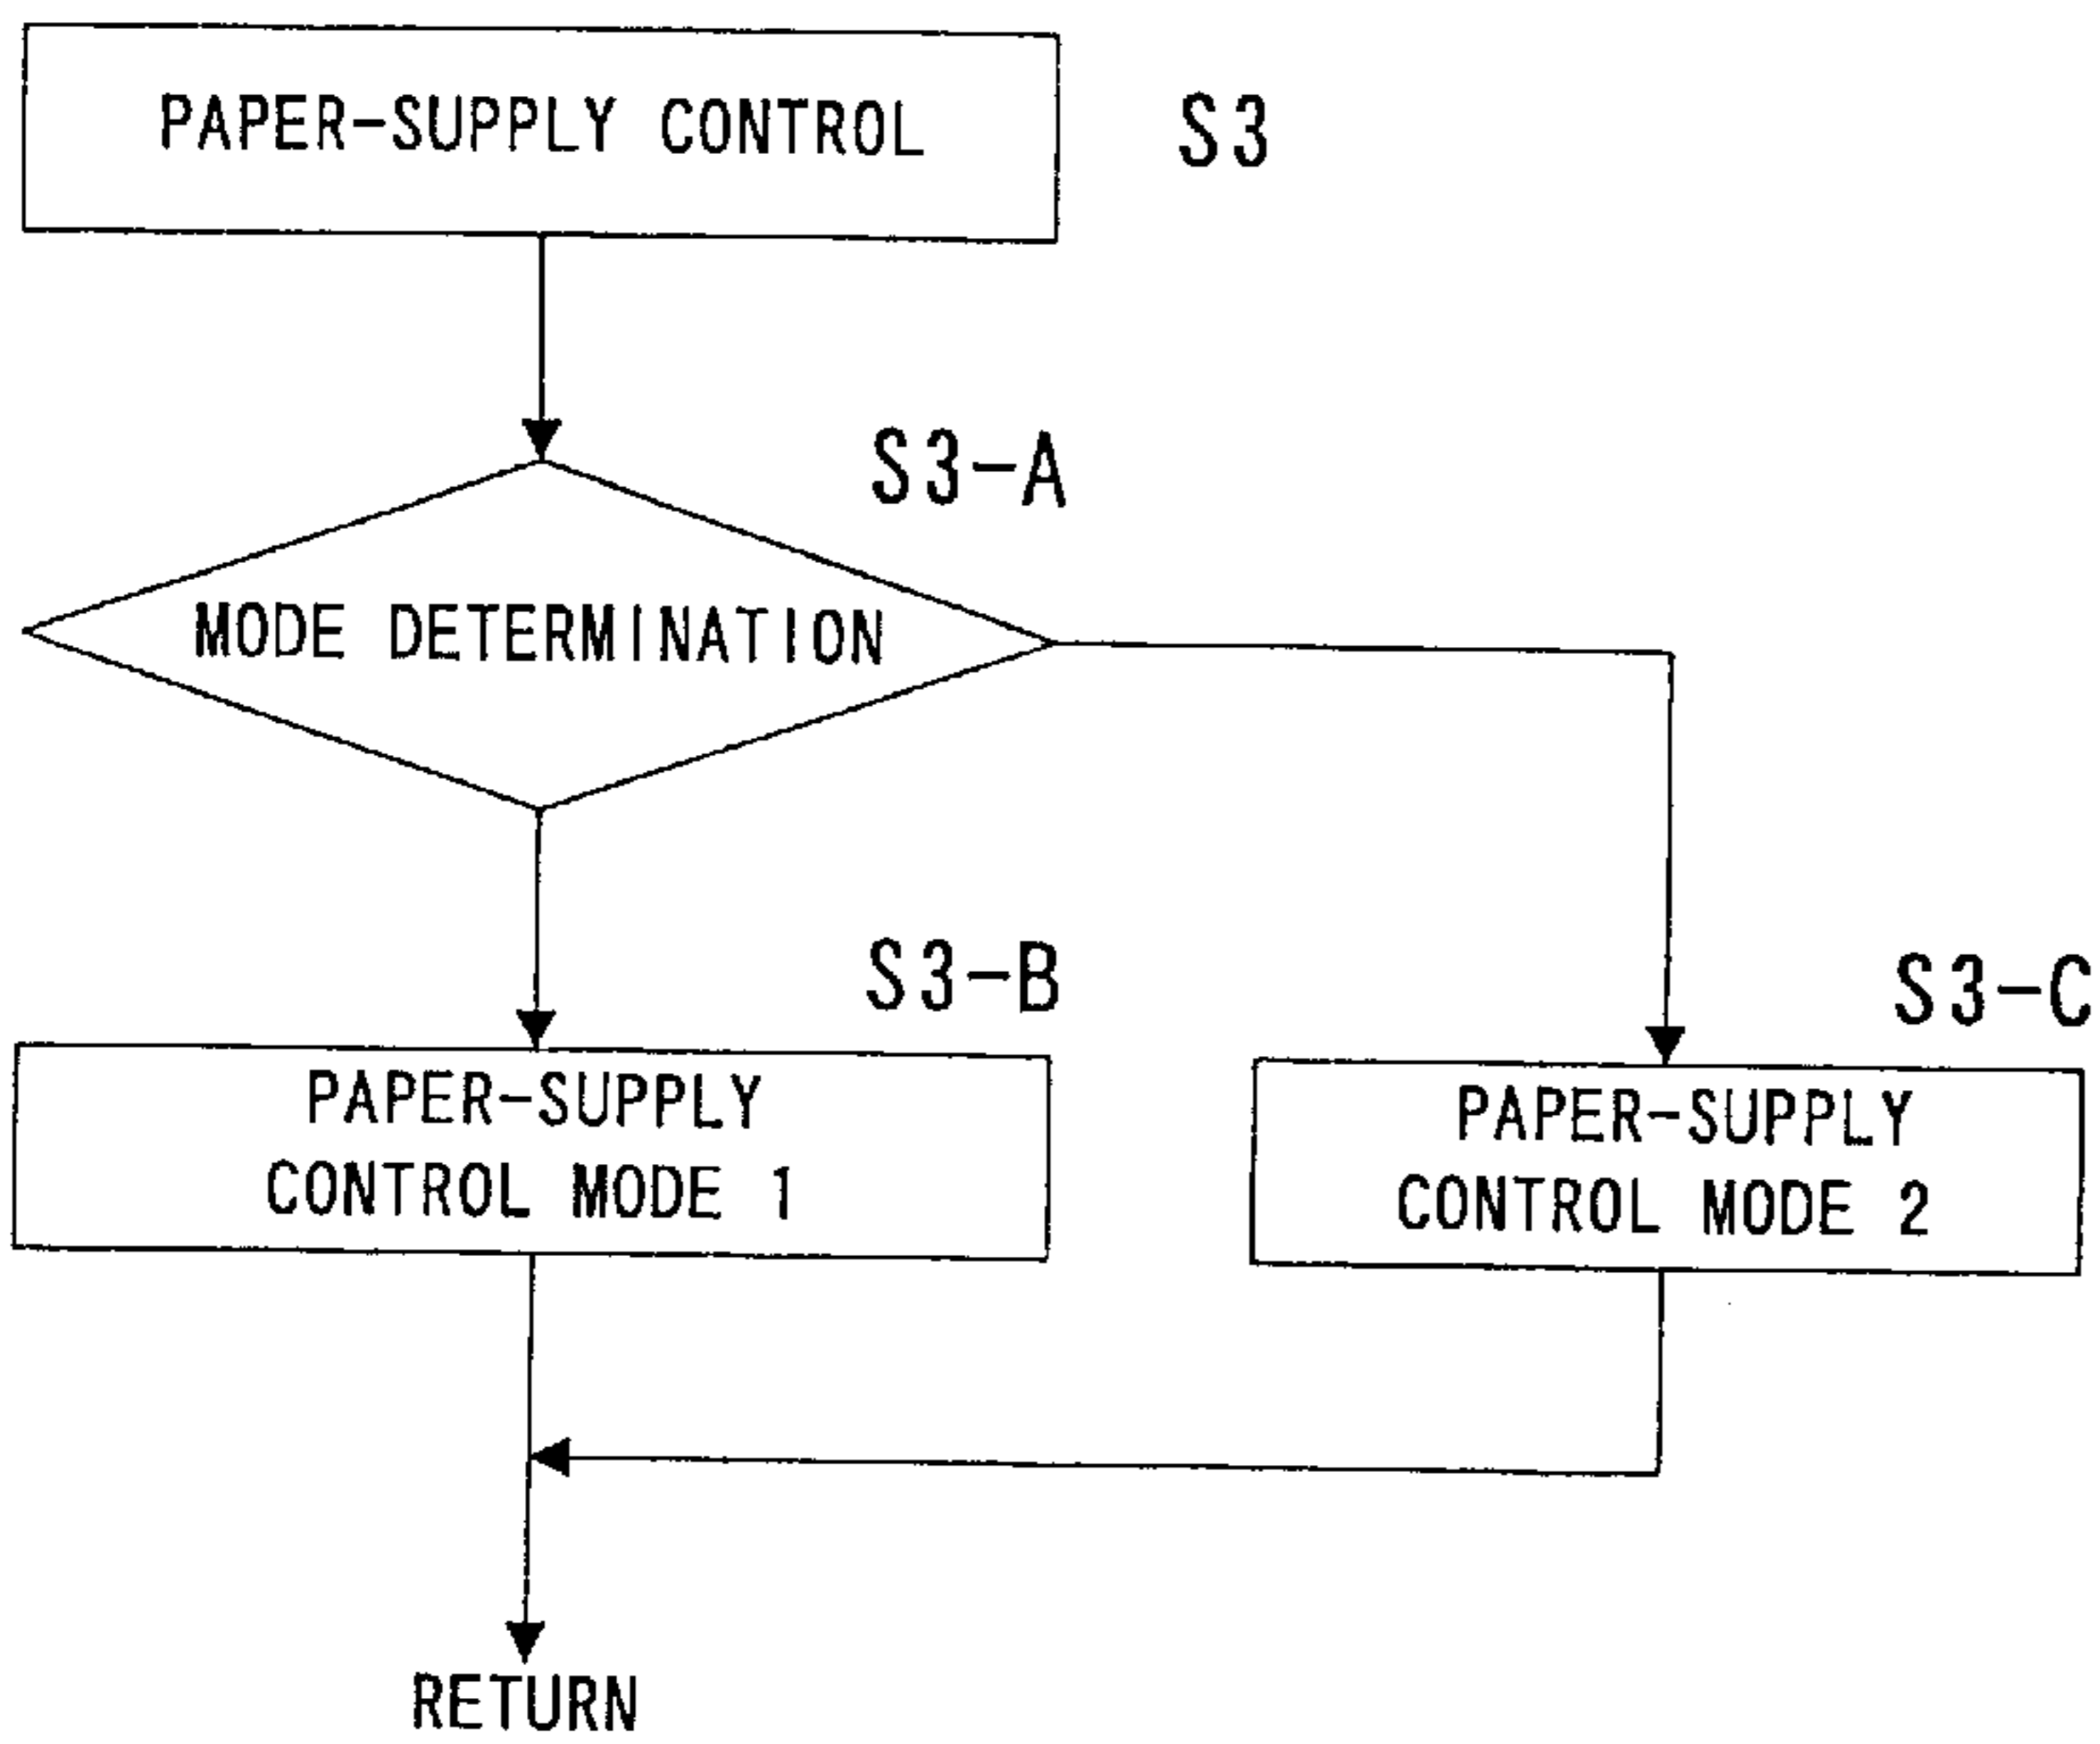 PAPER-SUPPLY CONTROL
S3
S3-A
MODE DETERMINATION
S3-B
PAPER-SUPPLY
CONTROL MODE 1
S3-C
PAPER-SUPPLY
CONTROL MODE 2
RETURN